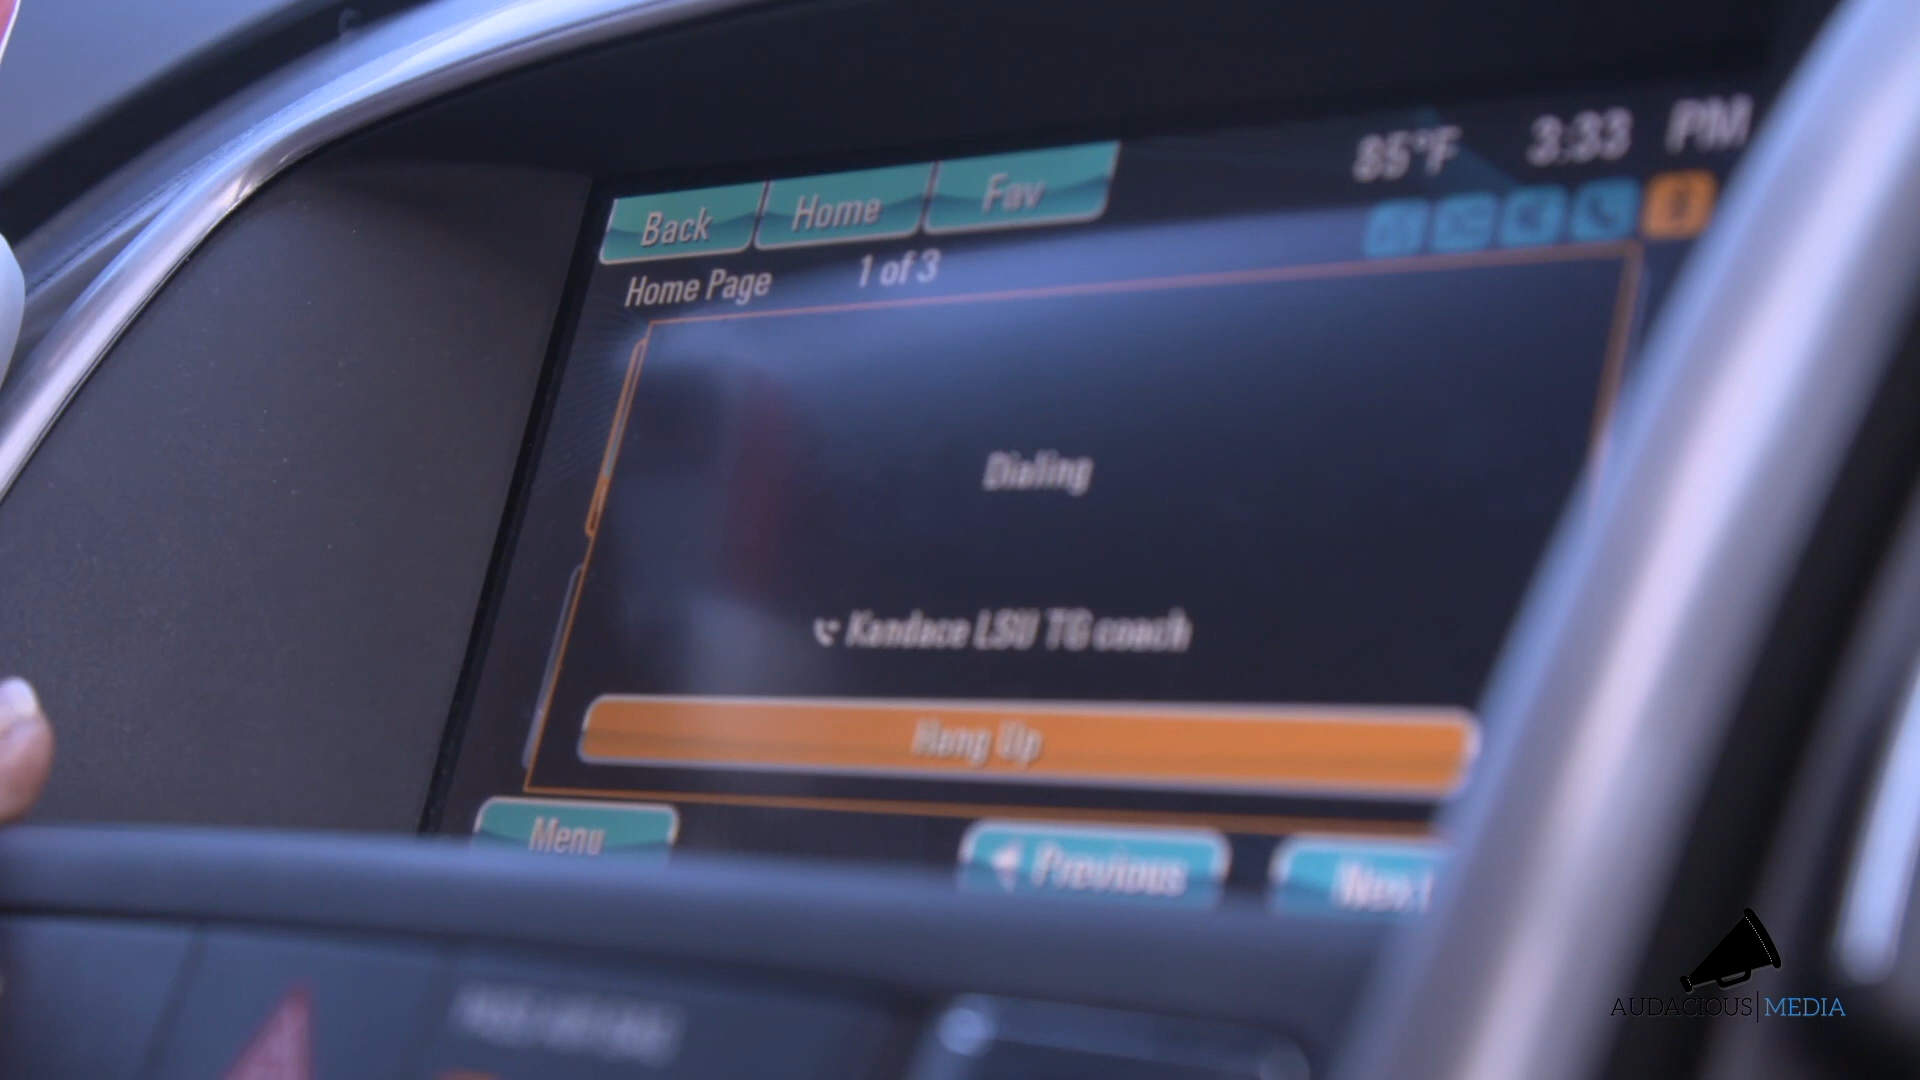 85°F 3:33 PM
Back Home Fav
Home Page 1 of 3
Dialing
Kandace LSU TG coach
Hang Up
Menu Previous Next
AUDACIOUS|MEDIA